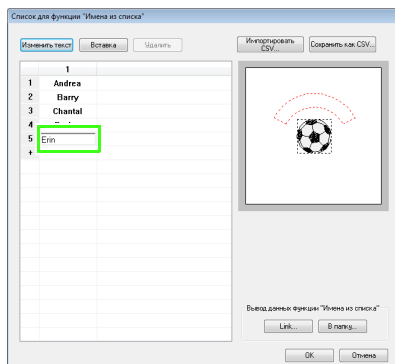 Список для функции "Имена из списка"
Изменить текст Вставка Удалить Импортировать CSV... Сохранить как CSV...
1
1 Andrea
2 Barry
3 Chantal
4
5 Erin
+
Вывод данных функции "Имена из списка"
Link... В папку...
OK Отмена